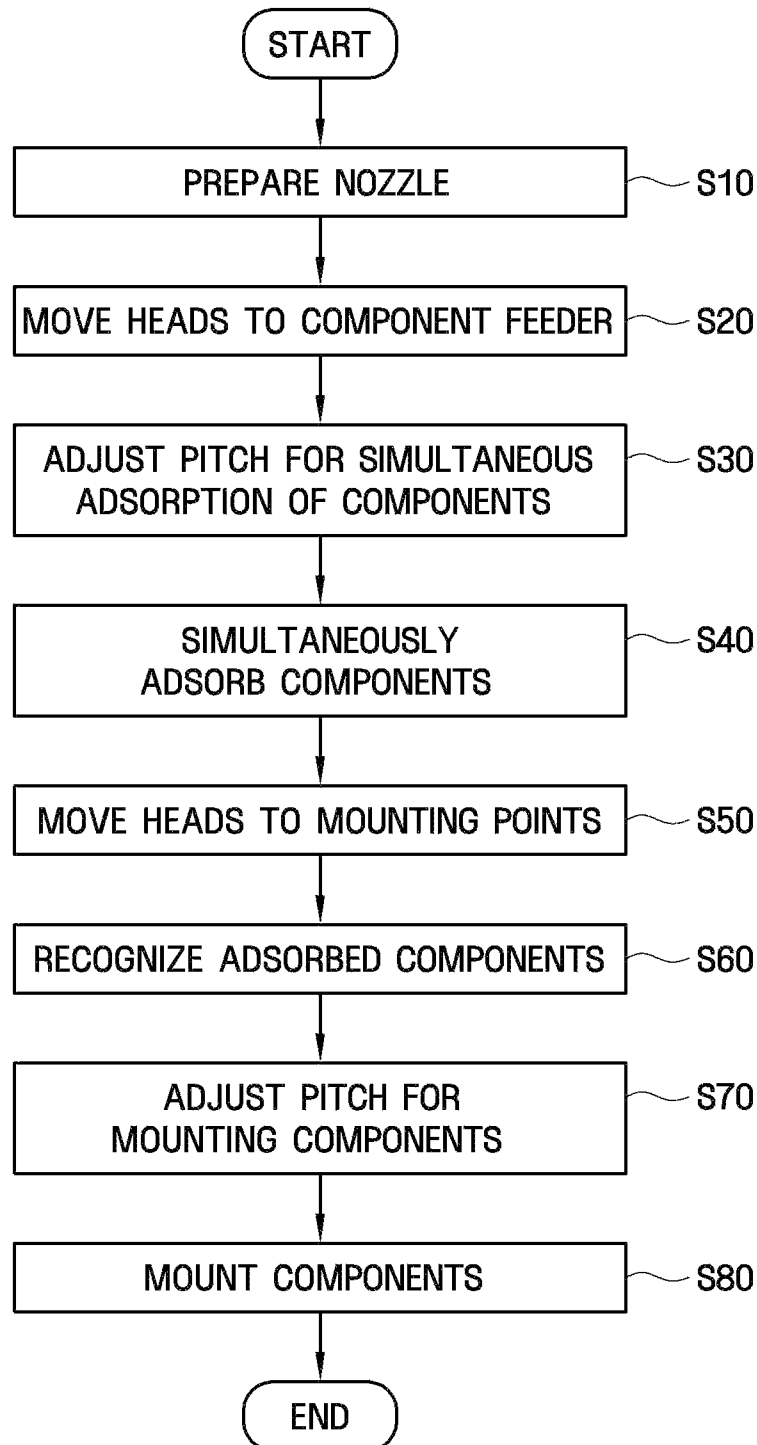 START
PREPARE NOZZLE
S10
MOVE HEADS TO COMPONENT FEEDER
S20
ADJUST PITCH FOR SIMULTANEOUS
ADSORPTION OF COMPONENTS
S30
SIMULTANEOUSLY
ADSORB COMPONENTS
S40
MOVE HEADS TO MOUNTING POINTS
S50
RECOGNIZE ADSORBED COMPONENTS
S60
ADJUST PITCH FOR
MOUNTING COMPONENTS
S70
MOUNT COMPONENTS
S80
END